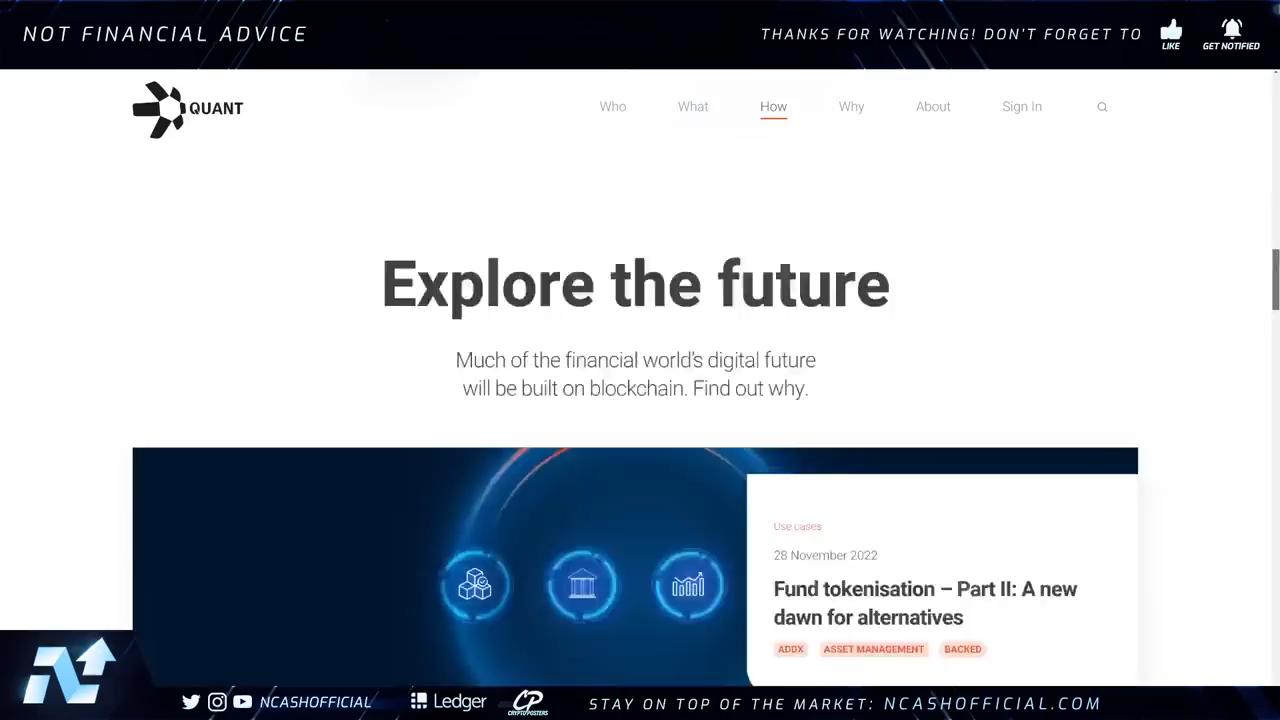 NOT FINANCIAL ADVICE
THANKS FOR WATCHING! DON'T FORGET TO
LIKE
GET NOTIFIED
QUANT
Who
What
How
Why
About
Sign In
Explore the future
Much of the financial world's digital future
will be built on blockchain. Find out why.
Use cases
28 November 2022
Fund tokenisation – Part II: A new
dawn for alternatives
ADDX
ASSET MANAGEMENT
BACKED
NCASHOFFICIAL
Ledger
CP
CRYPTOPOSTERS
STAY ON TOP OF THE MARKET: NCASHOFFICIAL.COM